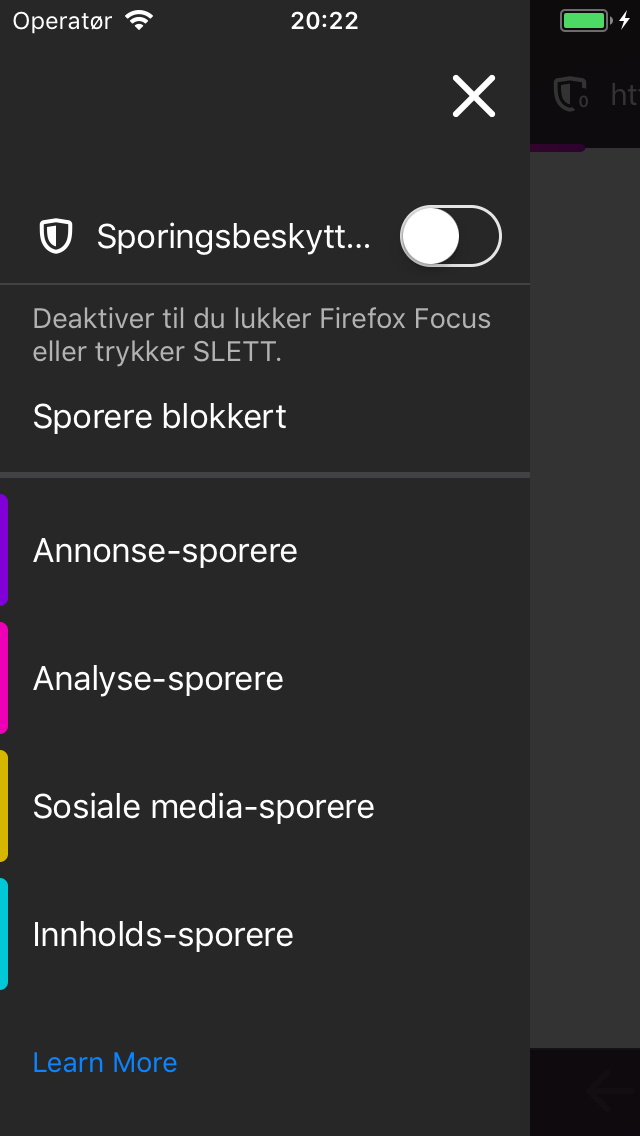 Operatør 20:22
0 ht
Sporingsbeskytt...
Deaktiver til du lukker Firefox Focus
eller trykker SLETT.
Sporere blokkert
Annonse-sporere
Analyse-sporere
Sosiale media-sporere
Innholds-sporere
Learn More